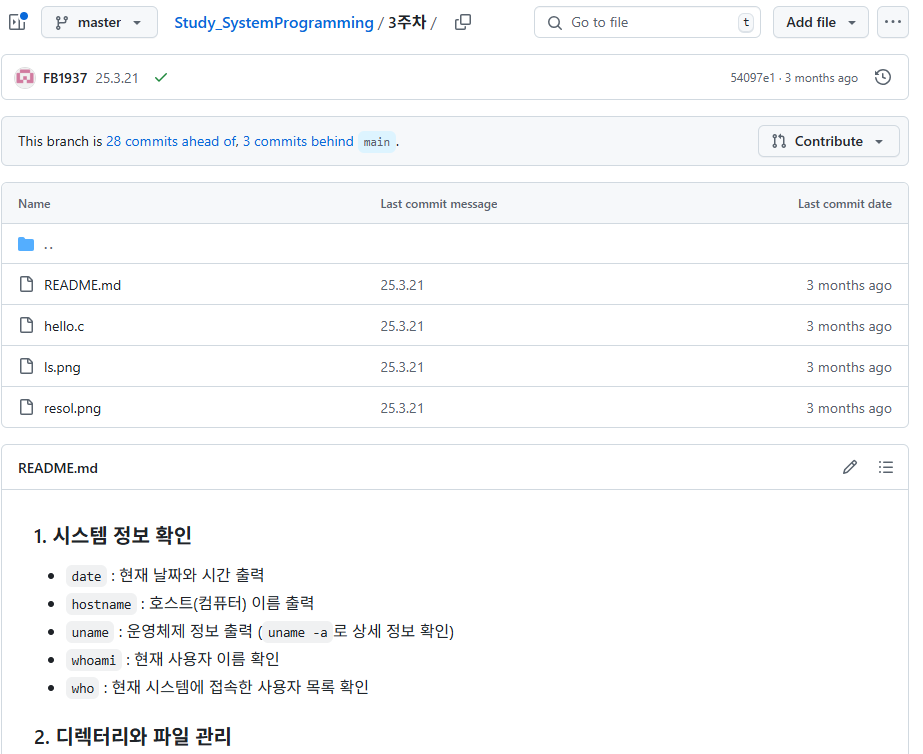 master Study_SystemProgramming / 3주차 / Go to file t Add file ...
FB1937 25.3.21 54097e1 · 3 months ago
This branch is 28 commits ahead of, 3 commits behind main . Contribute
Name Last commit message Last commit date
..
README.md 25.3.21 3 months ago
hello.c 25.3.21 3 months ago
ls.png 25.3.21 3 months ago
resol.png 25.3.21 3 months ago
README.md
1. 시스템 정보 확인
• date : 현재 날짜와 시간 출력
• hostname : 호스트(컴퓨터) 이름 출력
• uname : 운영체제 정보 출력 ( uname -a 로 상세 정보 확인)
• whoami : 현재 사용자 이름 확인
• who : 현재 시스템에 접속한 사용자 목록 확인
2. 디렉터리와 파일 관리